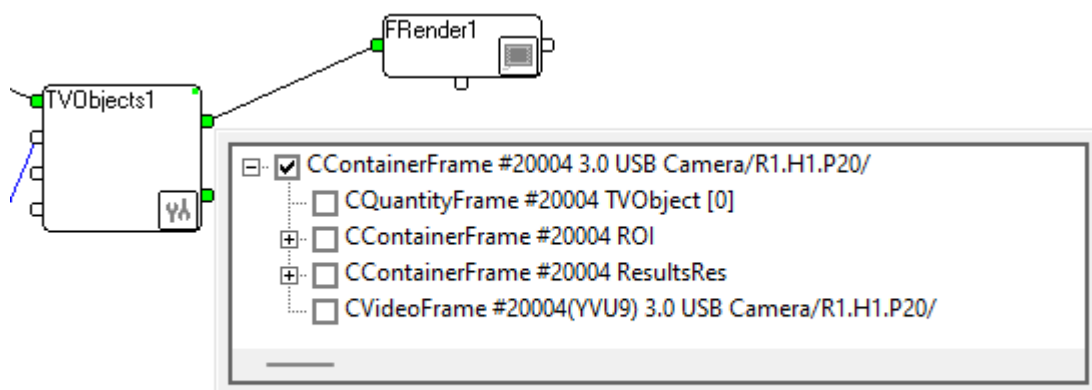 FRender1
TVObjects1
CContainerFrame #20004 3.0 USB Camera/R1.H1.P20/
CQuantityFrame #20004 TVObject [0]
CContainerFrame #20004 ROI
CContainerFrame #20004 ResultsRes
CVideoFrame #20004(YVU9) 3.0 USB Camera/R1.H1.P20/